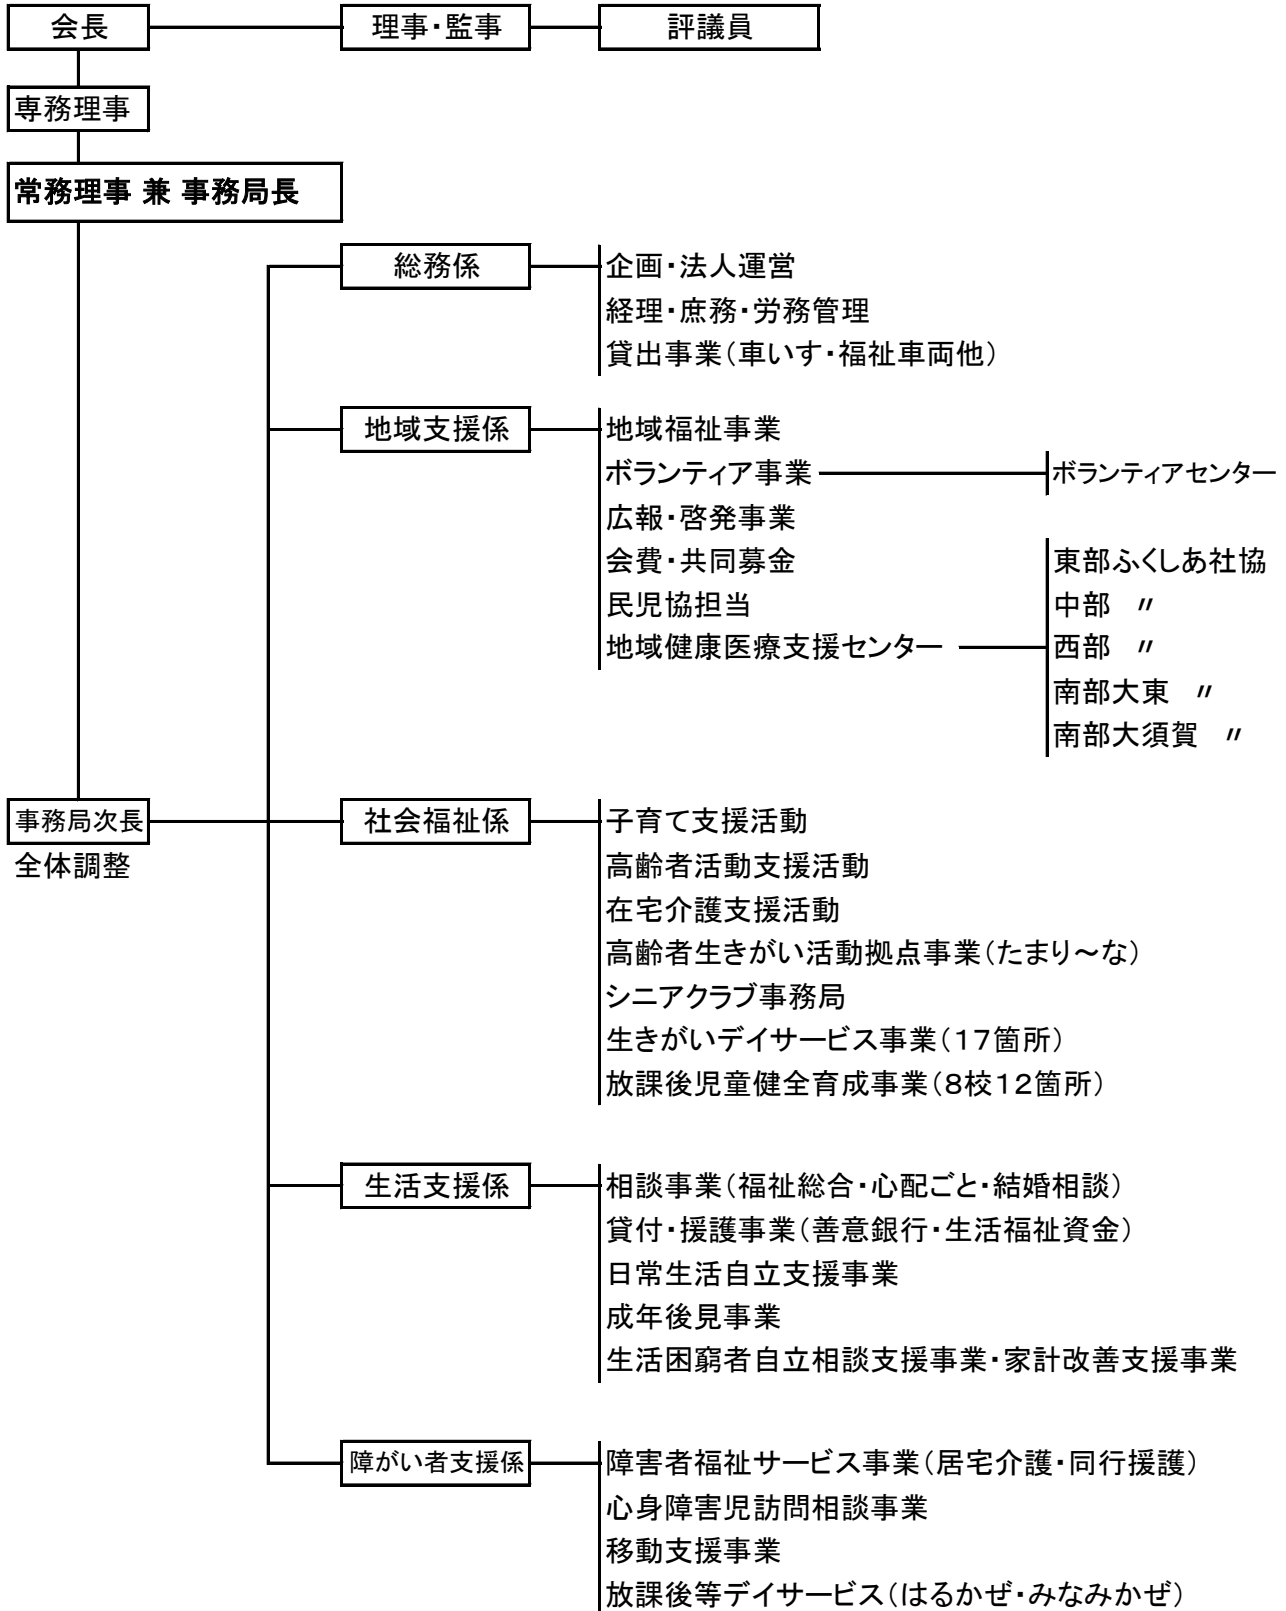 会長 理事・監事 評議員
専務理事
常務理事 兼 事務局長
総務係 企画・法人運営
経理・庶務・労務管理
貸出事業(車いす・福祉車両他)
地域支援係 地域福祉事業
ボランティア事業 ボランティアセンター
広報・啓発事業
会費・共同募金 東部ふくしあ社協
民児協担当 中部 〃
地域健康医療支援センター 西部 〃
南部大東 〃
南部大須賀 〃
事務局次長 社会福祉係 子育て支援活動
全体調整 高齢者活動支援活動
在宅介護支援活動
高齢者生きがい活動拠点事業(たまり～な)
シニアクラブ事務局
生きがいデイサービス事業(17箇所)
放課後児童健全育成事業(8校12箇所)
生活支援係 相談事業(福祉総合・心配ごと・結婚相談)
貸付・援護事業(善意銀行・生活福祉資金)
日常生活自立支援事業
成年後見事業
生活困窮者自立相談支援事業・家計改善支援事業
障がい者支援係 障害者福祉サービス事業(居宅介護・同行援護)
心身障害児訪問相談事業
移動支援事業
放課後等デイサービス(はるかぜ・みなみかぜ)